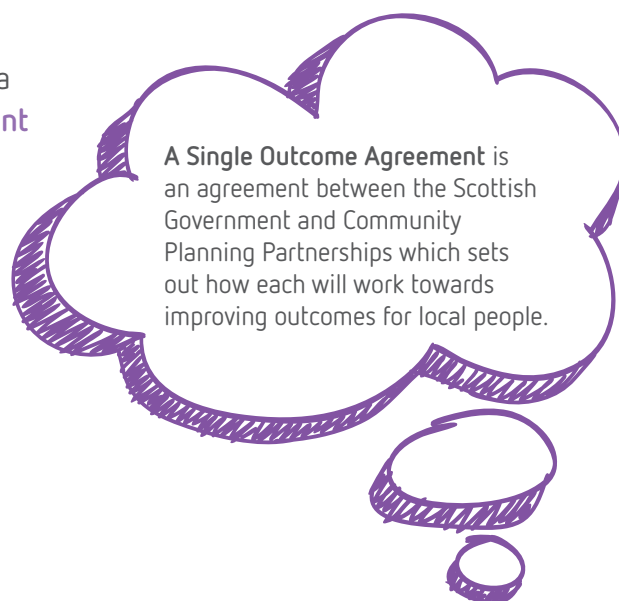 a
nt
A Single Outcome Agreement is
an agreement between the Scottish
Government and Community
Planning Partnerships which sets
out how each will work towards
improving outcomes for local people.